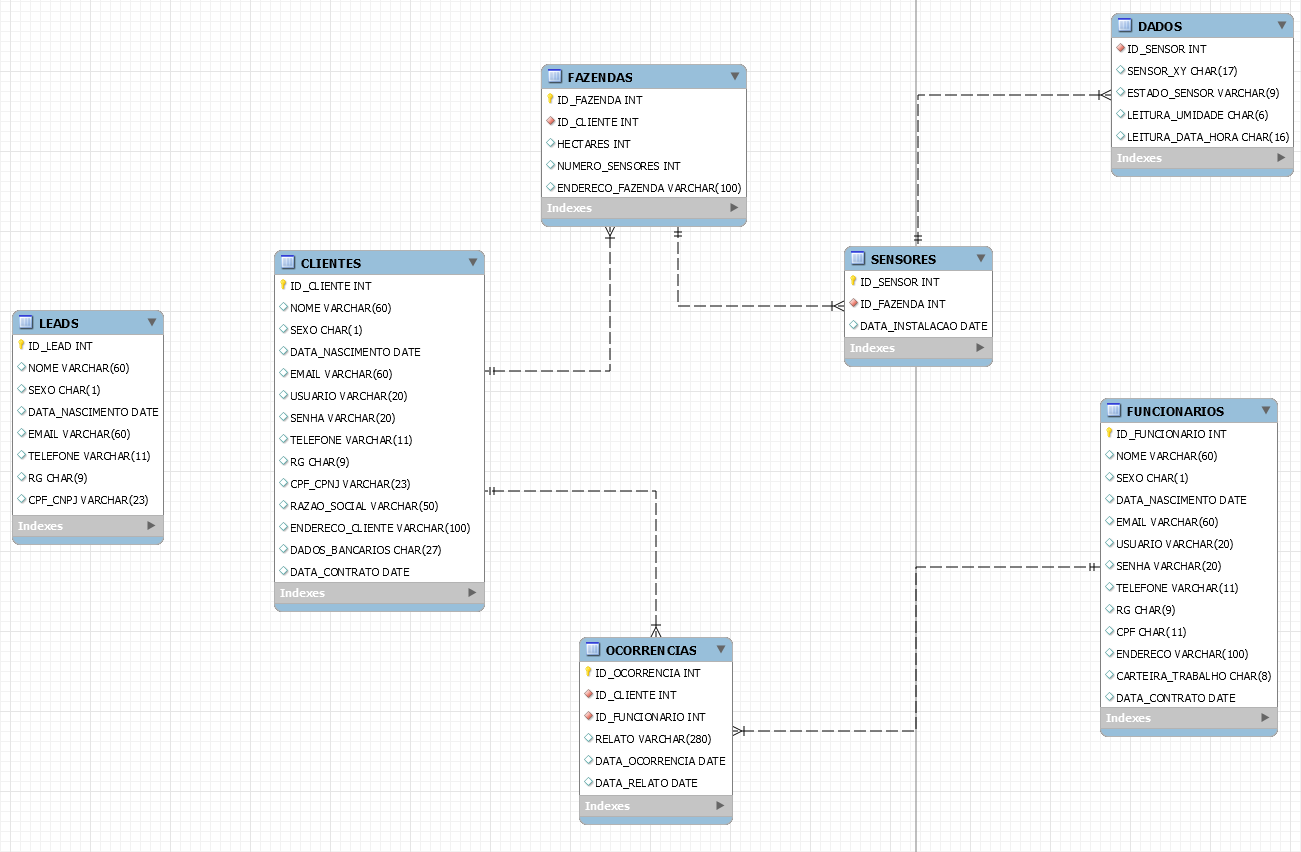 LEADS
ID_LEAD INT
NOME VARCHAR(60)
SEXO CHAR(1)
DATA_NASCIMENTO DATE
EMAIL VARCHAR(60)
TELEFONE VARCHAR(11)
RG CHAR(9)
CPF_CNPJ VARCHAR(23)
Indexes
CLIENTES
ID_CLIENTE INT
NOME VARCHAR(60)
SEXO CHAR(1)
DATA_NASCIMENTO DATE
EMAIL VARCHAR(60)
USUARIO VARCHAR(20)
SENHA VARCHAR(20)
TELEFONE VARCHAR(11)
RG CHAR(9)
CPF_CPNJ VARCHAR(23)
RAZAO_SOCIAL VARCHAR(50)
ENDERECO_CLIENTE VARCHAR(100)
DADOS_BANCARIOS CHAR(27)
DATA_CONTRATO DATE
Indexes
FAZENDAS
ID_FAZENDA INT
ID_CLIENTE INT
HECTARES INT
NUMERO_SENSORES INT
ENDERECO_FAZENDA VARCHAR(100)
Indexes
OCORRENCIAS
ID_OCORRENCIA INT
ID_CLIENTE INT
ID_FUNCIONARIO INT
RELATO VARCHAR(280)
DATA_OCORRENCIA DATE
DATA_RELATO DATE
Indexes
SENSORES
ID_SENSOR INT
ID_FAZENDA INT
DATA_INSTALACAO DATE
Indexes
DADOS
ID_SENSOR INT
SENSOR_XY CHAR(17)
ESTADO_SENSOR VARCHAR(9)
LEITURA_UMIDADE CHAR(6)
LEITURA_DATA_HORA CHAR(16)
Indexes
FUNCIONARIOS
ID_FUNCIONARIO INT
NOME VARCHAR(60)
SEXO CHAR(1)
DATA_NASCIMENTO DATE
EMAIL VARCHAR(60)
USUARIO VARCHAR(20)
SENHA VARCHAR(20)
TELEFONE VARCHAR(11)
RG CHAR(9)
CPF CHAR(11)
ENDERECO VARCHAR(100)
CARTEIRA_TRABALHO CHAR(8)
DATA_CONTRATO DATE
Indexes